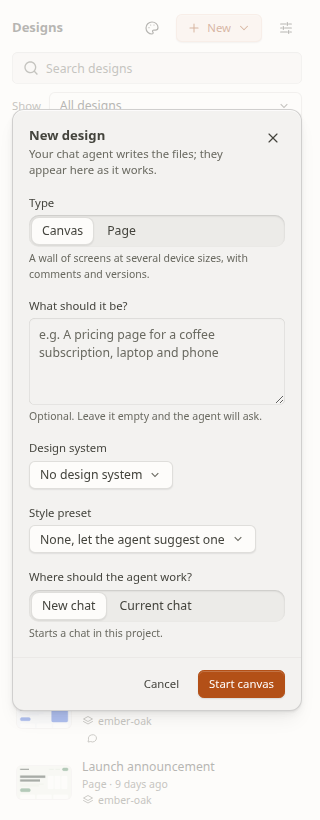 Designs
New
Search designs
Show
All designs
New design
Your chat agent writes the files; they
appear here as it works.
Type
Canvas
Page
A wall of screens at several device sizes, with
comments and versions.
What should it be?
e.g. A pricing page for a coffee
subscription, laptop and phone
Optional. Leave it empty and the agent will ask.
Design system
No design system
Style preset
None, let the agent suggest one
Where should the agent work?
New chat
Current chat
Starts a chat in this project.
Cancel
Start canvas
ember-oak
Launch announcement
Page · 9 days ago
ember-oak